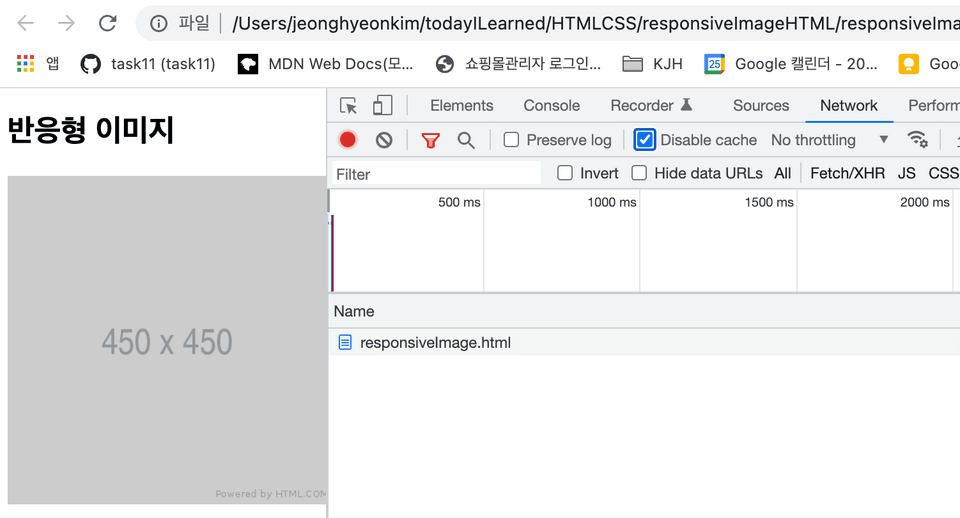 파일 | /Users/jeonghyeonkim/todayILearned/HTMLCSS/responsiveImageHTML/responsiveIma
앱 task11 (task11) MDN Web Docs(모... 쇼핑몰관리자 로그인... KJH 25 Google 캘린더 - 20... Goo
반응형 이미지
Elements Console Recorder Sources Network Perform
Preserve log Disable cache No throttling
Filter Invert Hide data URLs All Fetch/XHR JS CSS
500 ms 1000 ms 1500 ms 2000 ms
Name
responsiveImage.html
450 x 450
Powered by HTML.COM